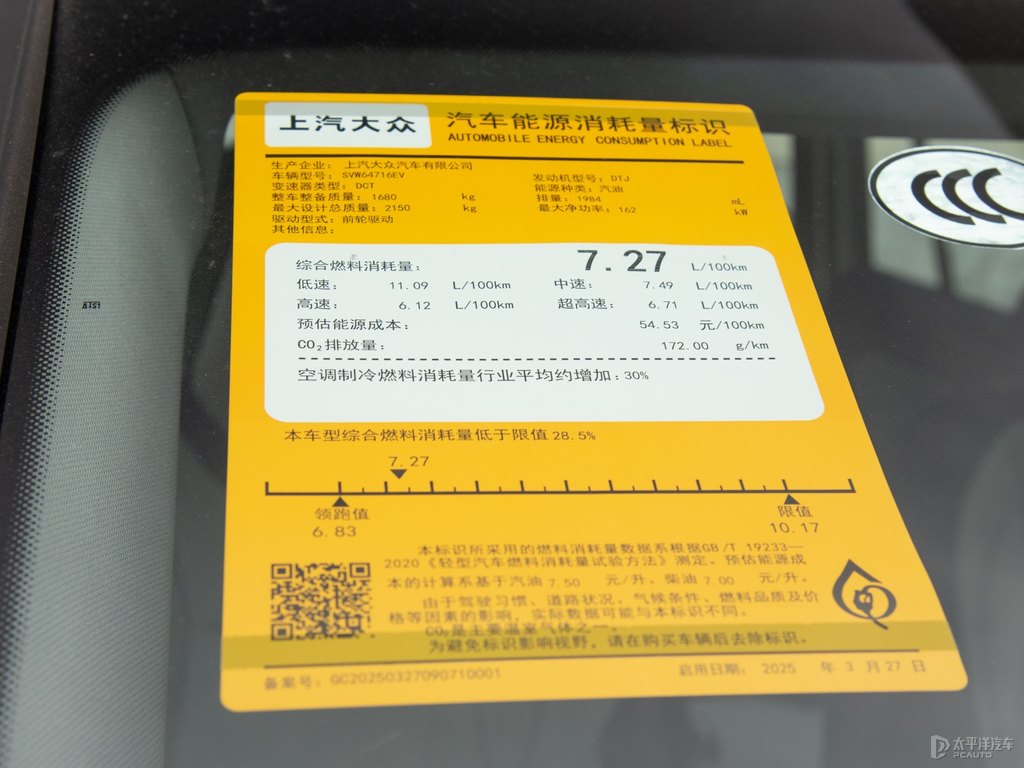 上汽大众
汽车能源消耗量标识
AUTOMOBILE ENERGY CONSUMPTION LABEL
生产企业: 上汽大众汽车有限公司
车辆型号: SVW64716EV 发动机型号: DTJ
变速器类型: DCT 能源种类: 汽油
整车整备质量: 1680 kg 排量: 1984 mL
最大设计总质量: 2150 kg 最大净功率: 162 kW
驱动型式: 前轮驱动
其他信息:
综合燃料消耗量: 7.27 L/100km
低速: 11.09 L/100km 中速: 7.49 L/100km
高速: 6.12 L/100km 超高速: 6.71 L/100km
预估能源成本: 54.53 元/100km
CO₂排放量: 172.00 g/km
空调制冷燃料消耗量行业平均约增加: 30%
本车型综合燃料消耗量低于限值 28.5%
7.27
领跑值 限值
6.83 10.17
本标识所采用的燃料消耗量数据系根据GB/T 19233—
2020《轻型汽车燃料消耗量试验方法》测定。预估能源成
本的计算系基于汽油 7.50 元/升、柴油 7.00 元/升。
由于驾驶习惯、道路状况、气候条件、燃料品质及价
格等因素的影响,实际数据可能与本标识不同。
CO₂是主要温室气体之一。
为避免标识影响视野,请在购买车辆后去除标识。
备案号: GC20250327090710001 启用日期: 2025 年 3 月 27 日
CCC
太平洋汽车
PCAUTO